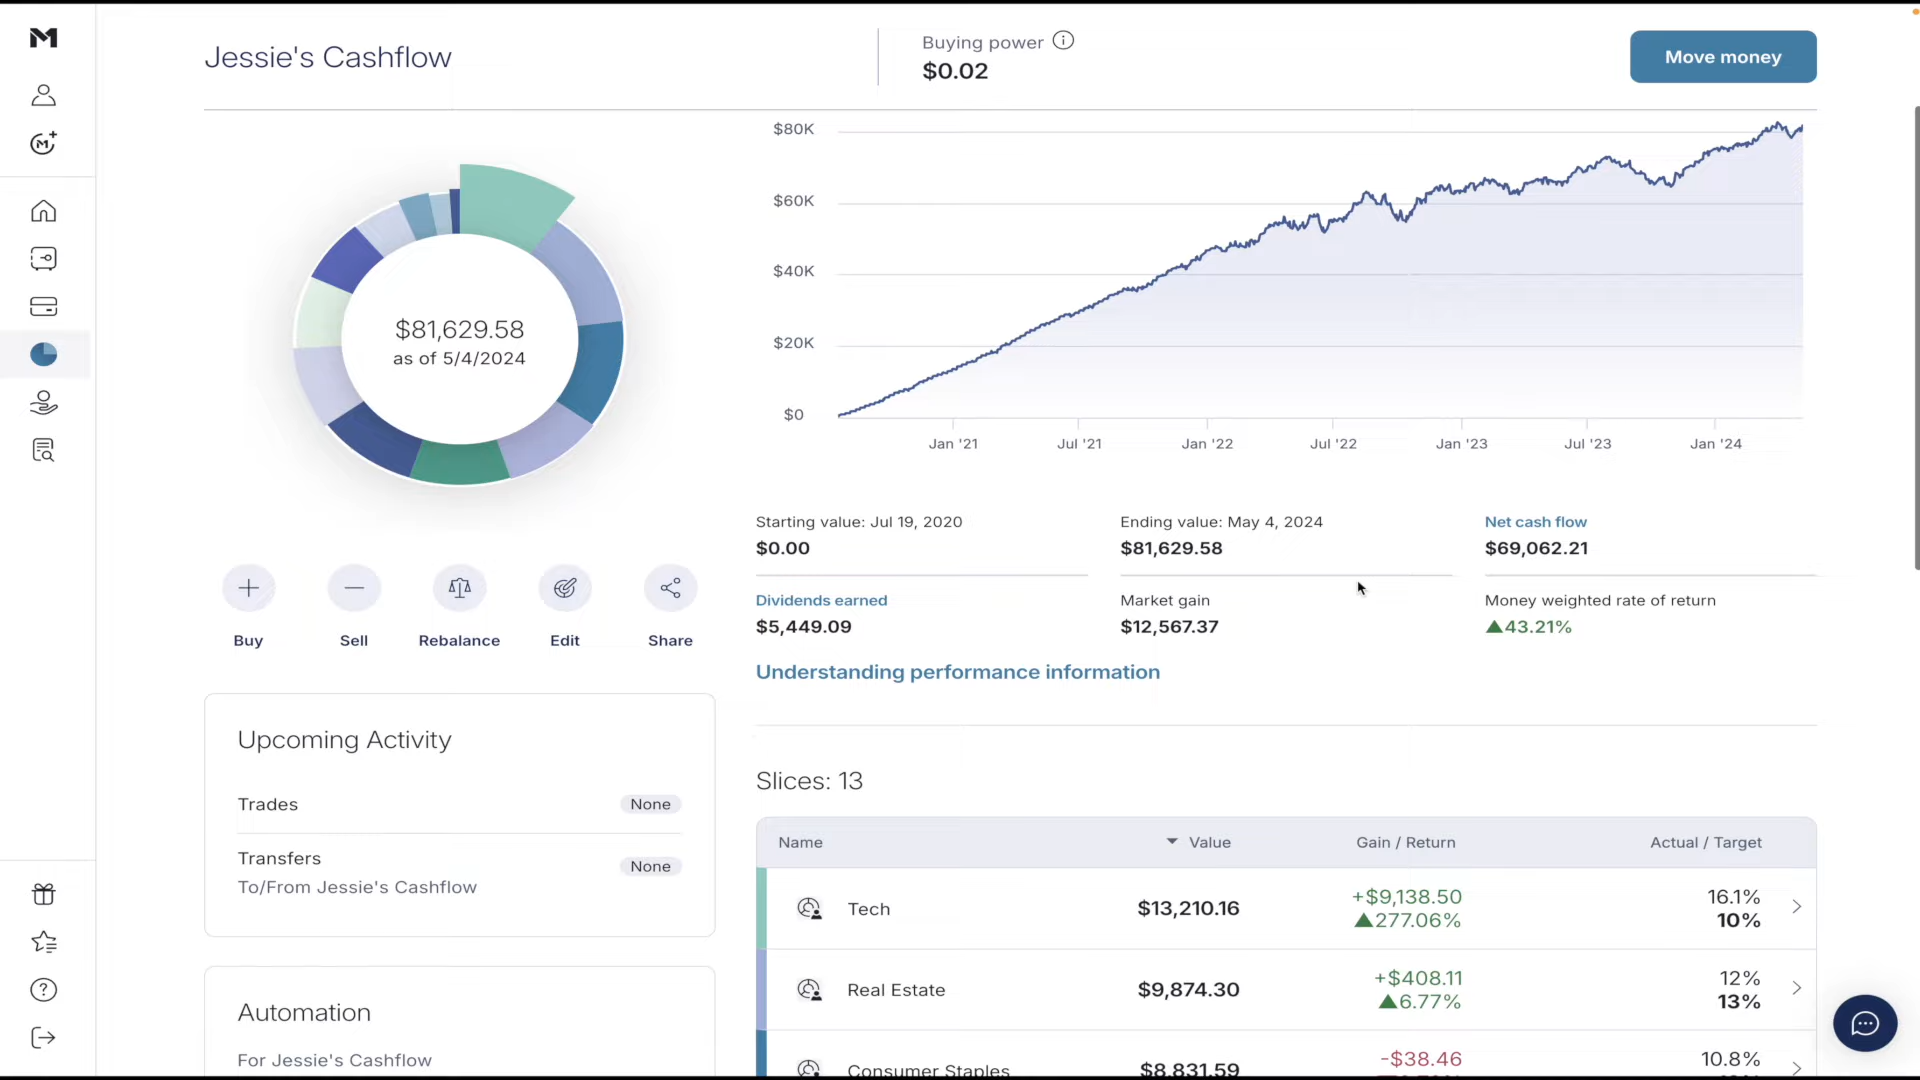 Jessie's Cashflow
Buying power
$0.02
Move money
$80K
$60K
$40K
$20K
$0
Jan '21
Jul '21
Jan '22
Jul '22
Jan '23
Jul '23
Jan '24
$81,629.58
as of 5/4/2024
Buy
Sell
Rebalance
Edit
Share
Starting value: Jul 19, 2020
$0.00
Ending value: May 4, 2024
$81,629.58
Net cash flow
$69,062.21
Dividends earned
$5,449.09
Market gain
$12,567.37
Money weighted rate of return
▲43.21%
Understanding performance information
Upcoming Activity
Trades
None
Transfers
To/From Jessie's Cashflow
None
Automation
For Jessie's Cashflow
Slices: 13
Name
Value
Gain / Return
Actual / Target
Tech
$13,210.16
+$9,138.50
▲277.06%
16.1%
10%
Real Estate
$9,874.30
+$408.11
▲6.77%
12%
13%
Consumer Staples
$8,831.59
-$38.46
10.8%